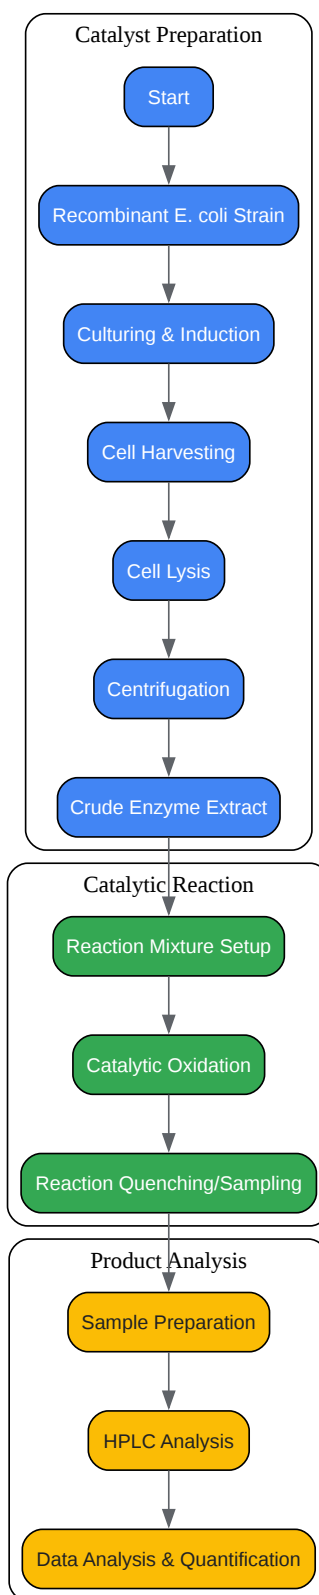 Catalyst Preparation
Start
Recombinant E. coli Strain
Culturing & Induction
Cell Harvesting
Cell Lysis
Centrifugation
Crude Enzyme Extract
Catalytic Reaction
Reaction Mixture Setup
Catalytic Oxidation
Reaction Quenching/Sampling
Product Analysis
Sample Preparation
HPLC Analysis
Data Analysis & Quantification